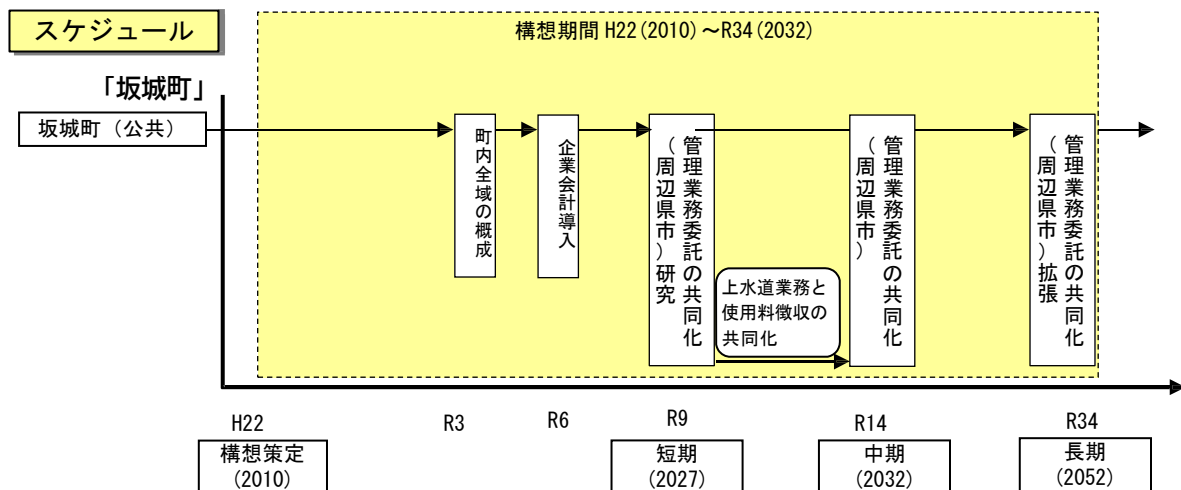 スケジュール
構想期間 H22(2010)～R34(2032)
「坂城町」
坂城町（公共）
町内全域の概成
企業会計導入
管理業務委託の共同化
（周辺県市）研究
上水道業務と
使用料徴収の
共同化
管理業務委託の共同化
（周辺県市）
管理業務委託の共同化
（周辺県市）拡張
H22
R3
R6
R9
R14
R34
構想策定
(2010)
短期
(2027)
中期
(2032)
長期
(2052)